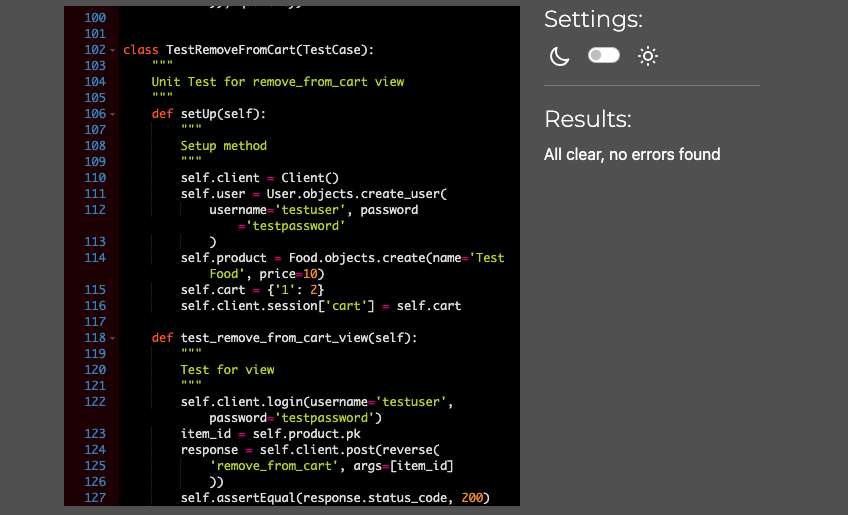 Settings:
Results:
All clear, no errors found
100
101
102 class TestRemoveFromCart(TestCase):
103 """
104 Unit Test for remove_from_cart view
105 """
106 def setUp(self):
107 """
108 Setup method
109 """
110 self.client = Client()
111 self.user = User.objects.create_user(
112 username='testuser', password
='testpassword'
113 )
114 self.product = Food.objects.create(name='Test
Food', price=10)
115 self.cart = {'1': 2}
116 self.client.session['cart'] = self.cart
117
118 def test_remove_from_cart_view(self):
119 """
120 Test for view
121 """
122 self.client.login(username='testuser',
password='testpassword')
123 item_id = self.product.pk
124 response = self.client.post(reverse(
125 'remove_from_cart', args=[item_id]
126 ))
127 self.assertEqual(response.status_code, 200)